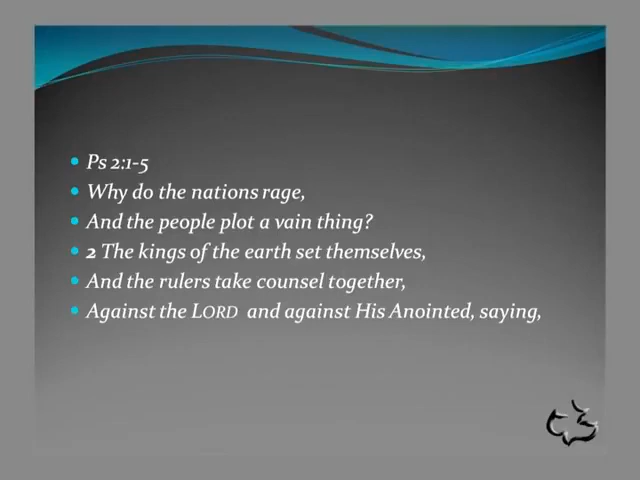 Ps 2:1-5
Why do the nations rage,
And the people plot a vain thing?
2 The kings of the earth set themselves,
And the rulers take counsel together,
Against the LORD and against His Anointed, saying,